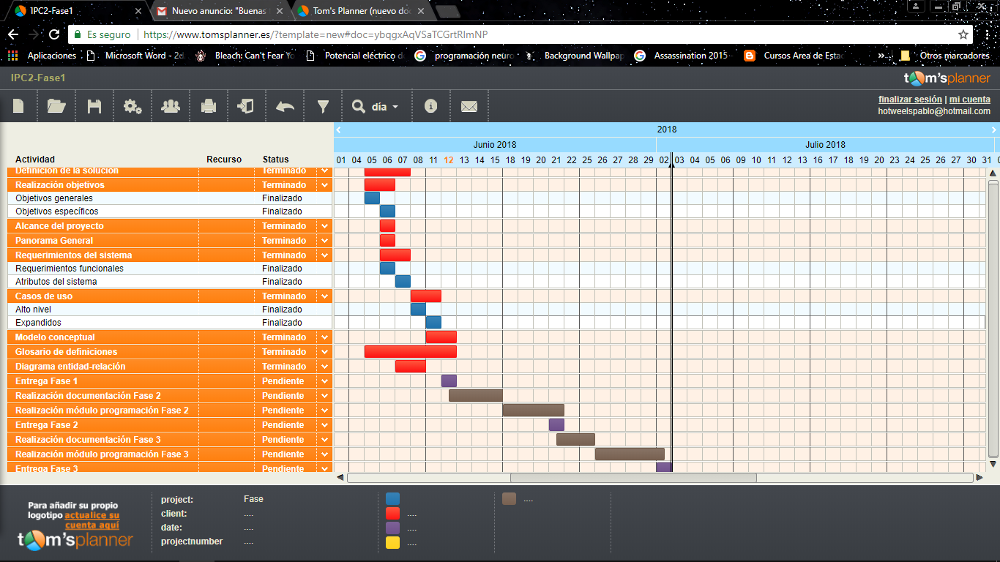 IPC2-Fase1
Nuevo anuncio: "Buenas
Tom's Planner (nuevo do
Es seguro
https://www.tomsplanner.es/?template=new#doc=ybqgxAqVSaTCGrtRlmNP
Aplicaciones
Microsoft Word - 2d
Bleach: Can't Fear Yo
Potencial eléctrico d
programación neuro
Background Wallpap
Assassination 2015
Cursos Area de Esta
»
Otros marcadores
IPC2-Fase1
tom'splanner
día
finalizar sesión | mi cuenta
hotweelspablo@hotmail.com
2018
Junio 2018 Julio 2018
Actividad Recurso Status
01 04 05 06 07 08 11 12 13 14 15 18 19 20 21 22 25 26 27 28 29 02 03 04 05 06 09 10 11 12 13 16 17 18 19 20 23 24 25 26 27 30 31 0
Definición de la solución Terminado
Realización objetivos Terminado
Objetivos generales Finalizado
Objetivos específicos Finalizado
Alcance del proyecto Terminado
Panorama General Terminado
Requerimientos del sistema Terminado
Requerimientos funcionales Finalizado
Atributos del sistema Finalizado
Casos de uso Terminado
Alto nivel Finalizado
Expandidos Finalizado
Modelo conceptual Terminado
Glosario de definiciones Terminado
Diagrama entidad-relación Terminado
Entrega Fase 1 Pendiente
Realización documentación Fase 2 Pendiente
Realización módulo programación Fase 2 Pendiente
Entrega Fase 2 Pendiente
Realización documentación Fase 3 Pendiente
Realización módulo programación Fase 3 Pendiente
Entrega Fase 3 Pendiente
Para añadir su propio
logotipo actualice su
cuenta aquí
tom'splanner
project: Fase
client: ....
date: ....
projectnumber ....
....
....
....
....